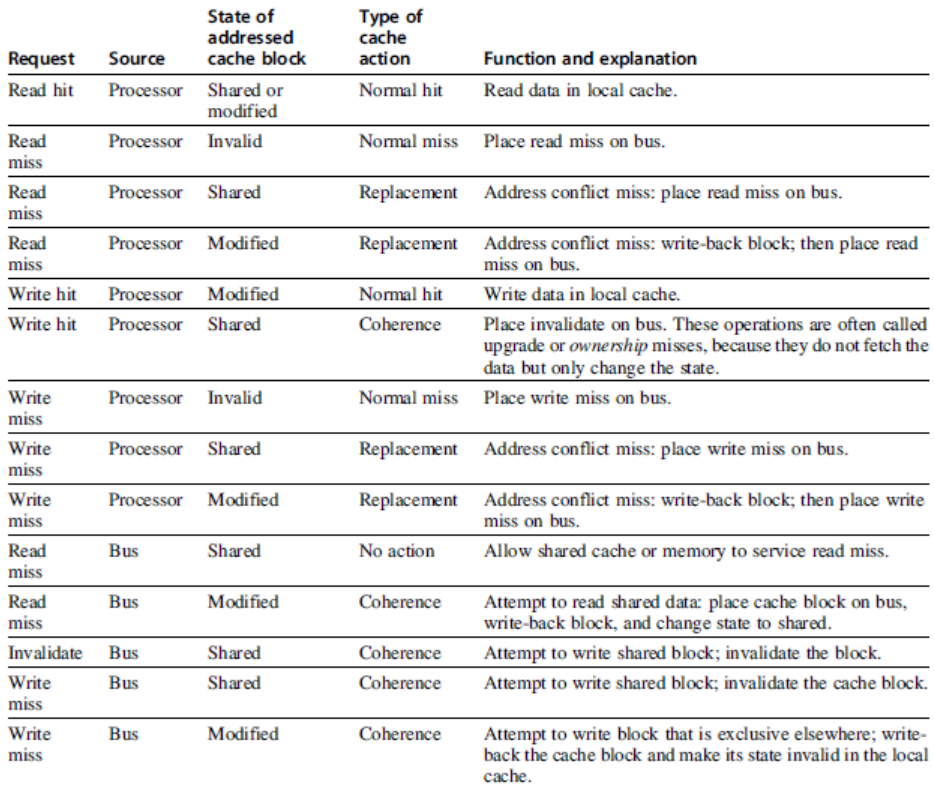 Request Source State of addressed cache block Type of cache action Function and explanation
Read hit Processor Shared or modified Normal hit Read data in local cache.
Read miss Processor Invalid Normal miss Place read miss on bus.
Read miss Processor Shared Replacement Address conflict miss: place read miss on bus.
Read miss Processor Modified Replacement Address conflict miss: write-back block; then place read miss on bus.
Write hit Processor Modified Normal hit Write data in local cache.
Write hit Processor Shared Coherence Place invalidate on bus. These operations are often called upgrade or ownership misses, because they do not fetch the data but only change the state.
Write miss Processor Invalid Normal miss Place write miss on bus.
Write miss Processor Shared Replacement Address conflict miss: place write miss on bus.
Write miss Processor Modified Replacement Address conflict miss: write-back block; then place write miss on bus.
Read miss Bus Shared No action Allow shared cache or memory to service read miss.
Read miss Bus Modified Coherence Attempt to read shared data: place cache block on bus, write-back block, and change state to shared.
Invalidate Bus Shared Coherence Attempt to write shared block; invalidate the block.
Write miss Bus Shared Coherence Attempt to write shared block; invalidate the cache block.
Write miss Bus Modified Coherence Attempt to write block that is exclusive elsewhere; write-back the cache block and make its state invalid in the local cache.